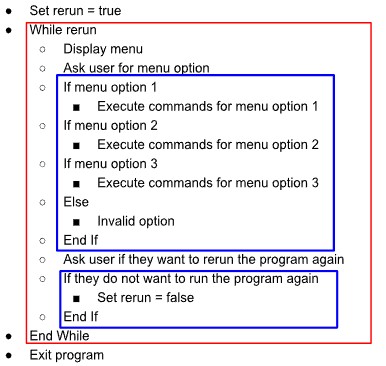 ● Set rerun = true
● While rerun
○ Display menu
○ Ask user for menu option
○ If menu option 1
■ Execute commands for menu option 1
○ If menu option 2
■ Execute commands for menu option 2
○ If menu option 3
■ Execute commands for menu option 3
○ Else
■ Invalid option
○ End If
○ Ask user if they want to rerun the program again
○ If they do not want to run the program again
■ Set rerun = false
○ End If
● End While
● Exit program